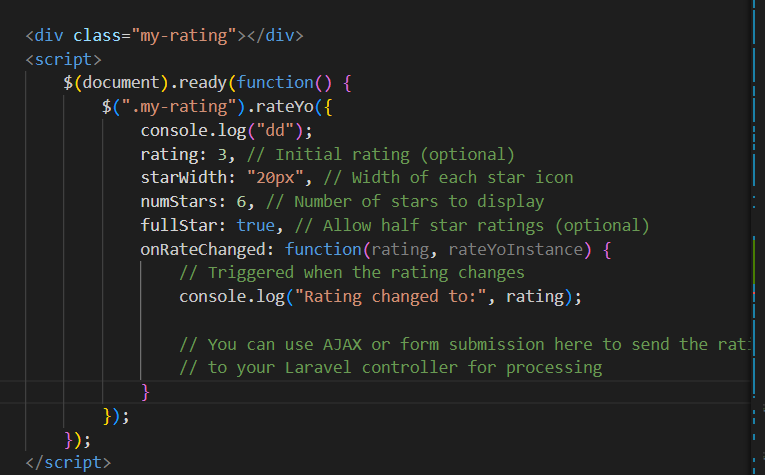 <div class="my-rating"></div>
<script>
$(document).ready(function() {
$(".my-rating").rateYo({
console.log("dd");
rating: 3, // Initial rating (optional)
starWidth: "20px", // Width of each star icon
numStars: 6, // Number of stars to display
fullStar: true, // Allow half star ratings (optional)
onRateChanged: function(rating, rateYoInstance) {
// Triggered when the rating changes
console.log("Rating changed to:", rating);
// You can use AJAX or form submission here to send the rati
// to your Laravel controller for processing
}
});
});
</script>